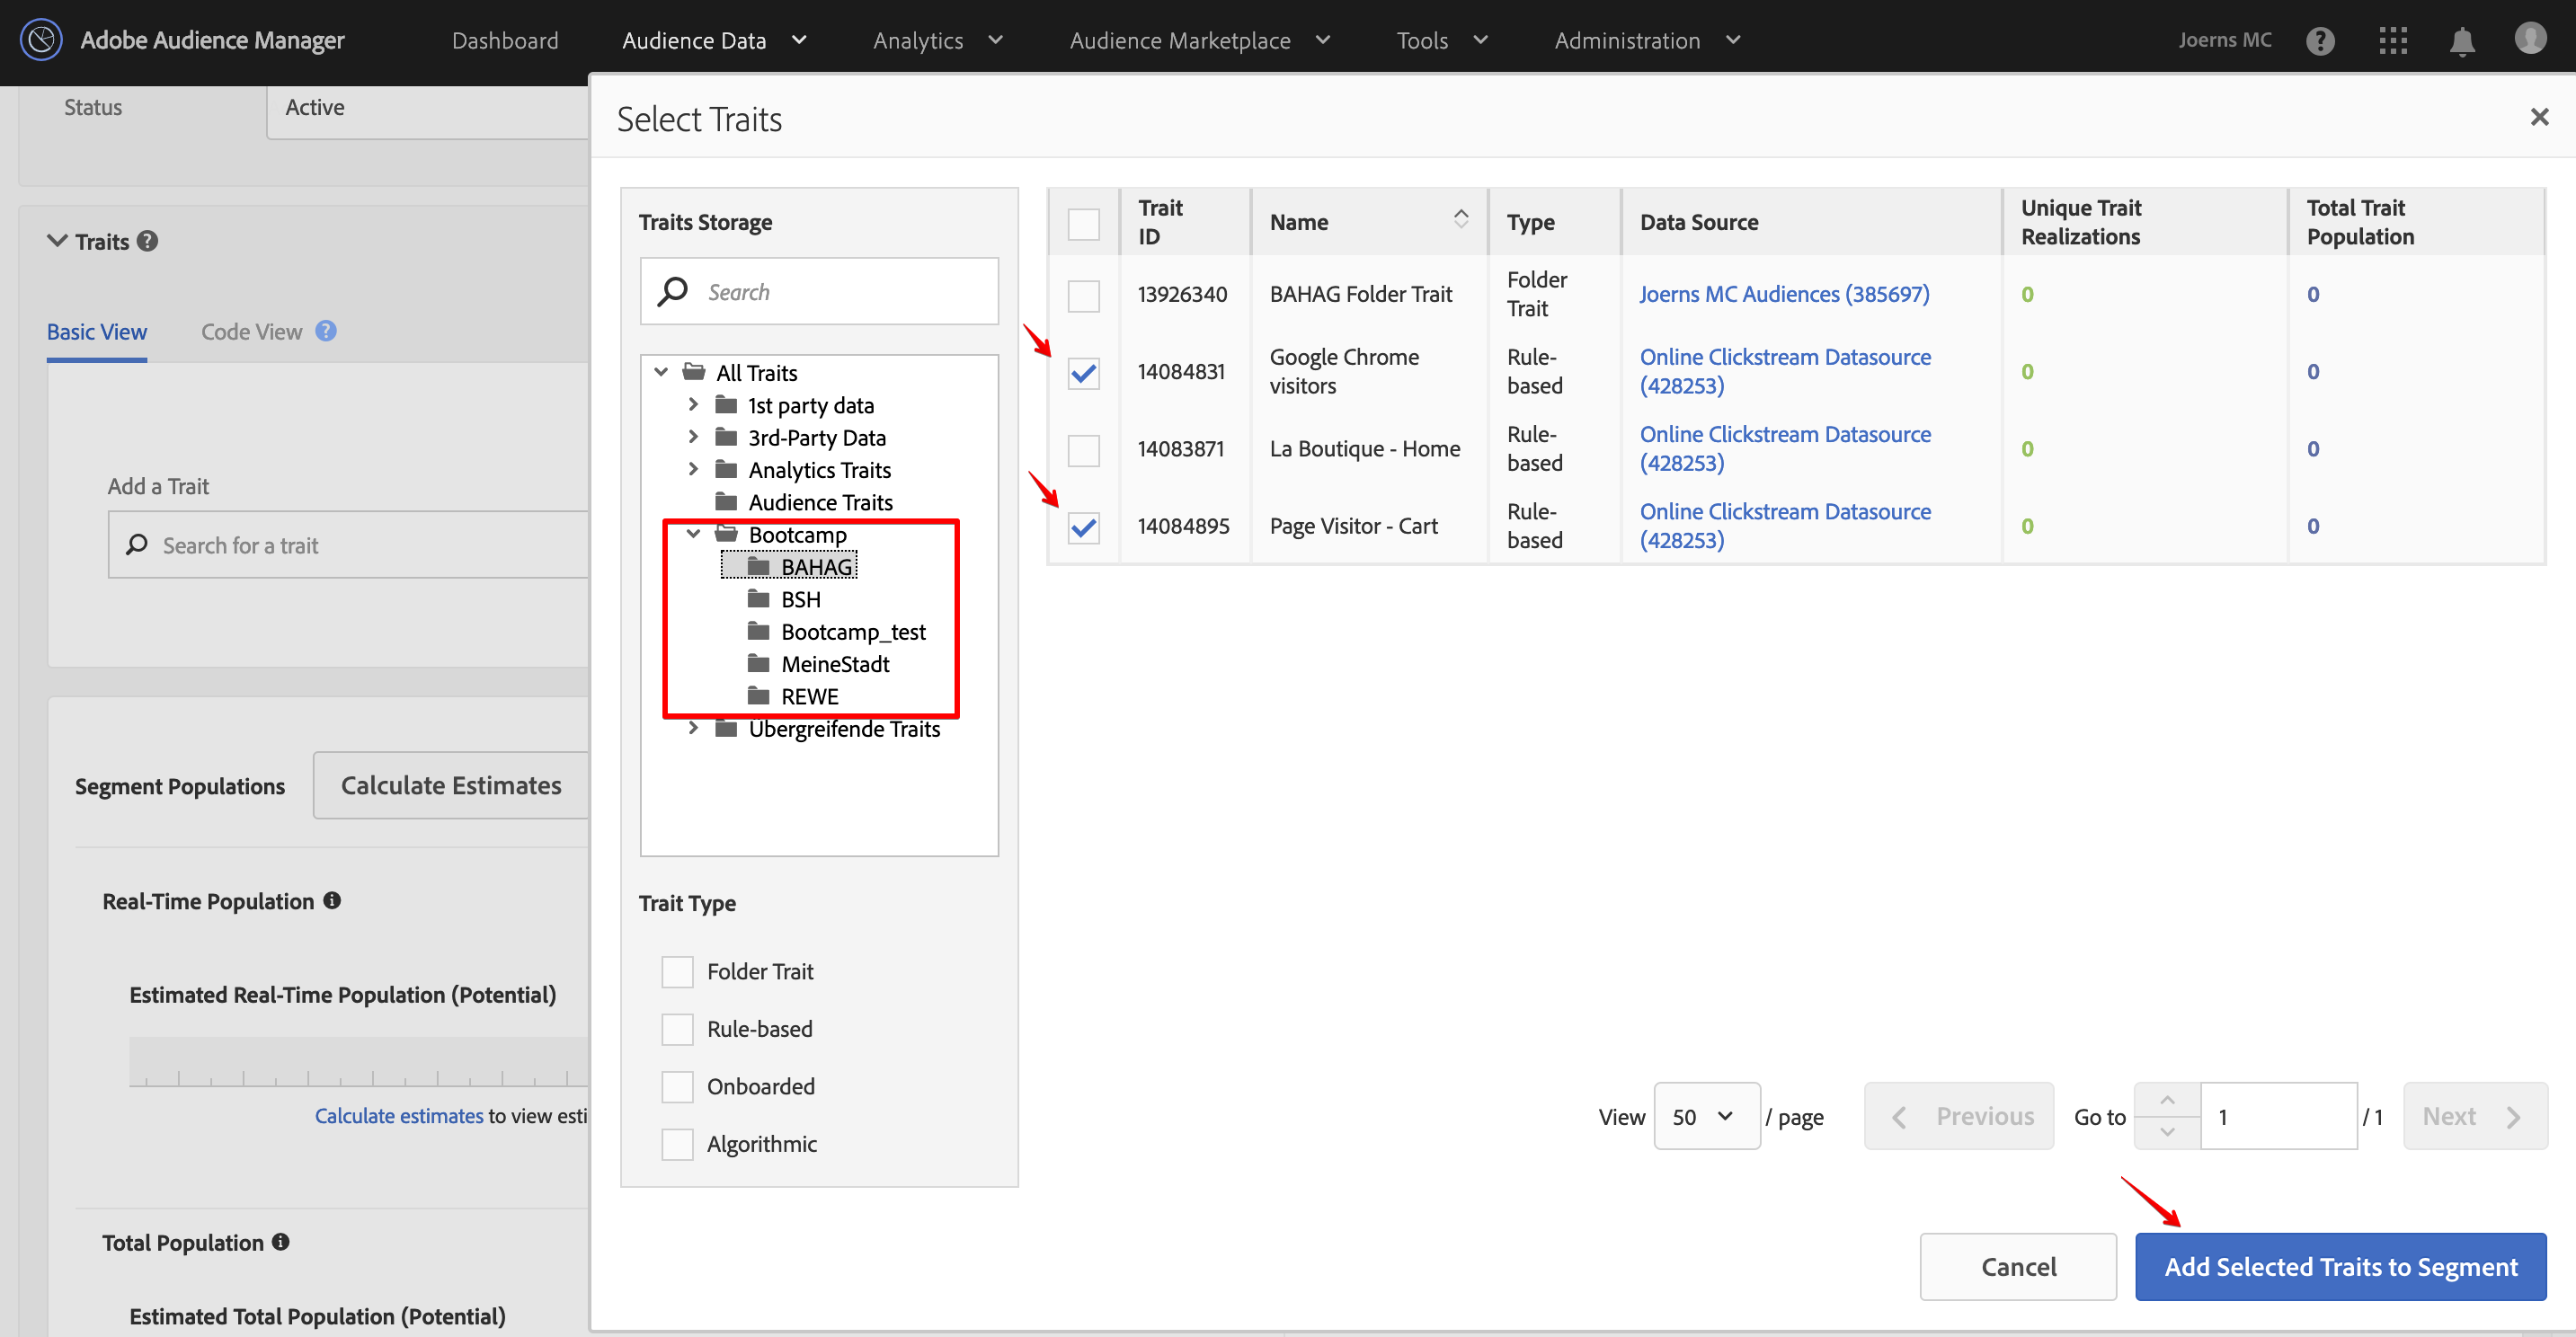 Adobe Audience Manager
Dashboard
Audience Data
Analytics
Audience Marketplace
Tools
Administration
Joerns MC
Status
Active
Traits
Basic View
Code View
Add a Trait
Search for a trait
Segment Populations
Calculate Estimates
Real-Time Population
Estimated Real-Time Population (Potential)
Calculate estimates to view esti
Total Population
Estimated Total Population (Potential)
Select Traits
Traits Storage
Search
All Traits
1st party data
3rd-Party Data
Analytics Traits
Audience Traits
Bootcamp
BAHAG
BSH
Bootcamp_test
MeineStadt
REWE
Übergreifende Traits
Trait Type
Folder Trait
Rule-based
Onboarded
Algorithmic
Trait
ID
Name
Type
Data Source
Unique Trait
Realizations
Total Trait
Population
13926340
BAHAG Folder Trait
Folder
Trait
Joerns MC Audiences (385697)
0
0
14084831
Google Chrome
visitors
Rule-
based
Online Clickstream Datasource
(428253)
0
0
14083871
La Boutique - Home
Rule-
based
Online Clickstream Datasource
(428253)
0
0
14084895
Page Visitor - Cart
Rule-
based
Online Clickstream Datasource
(428253)
0
0
View 50 / page
Previous
Go to 1 / 1
Next
Cancel
Add Selected Traits to Segment